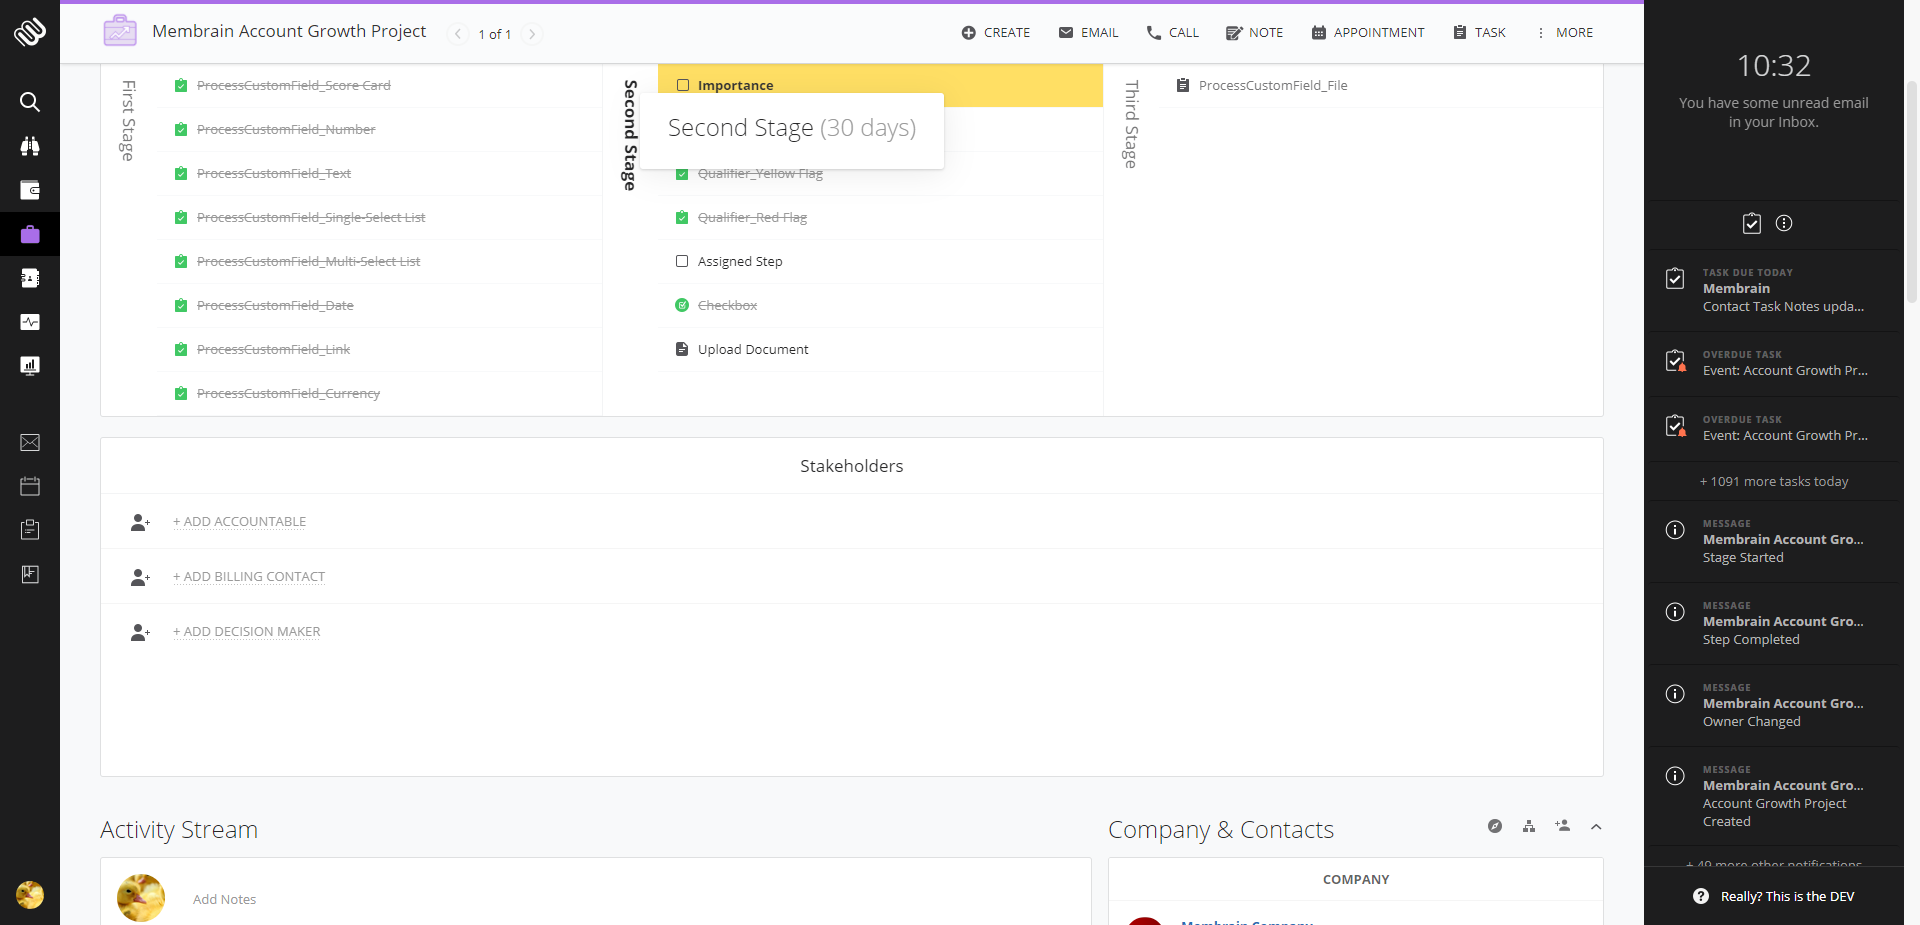 Membrain Account Growth Project
1 of 1
CREATE
EMAIL
CALL
NOTE
APPOINTMENT
TASK
MORE
First Stage
ProcessCustomField_Score Card
ProcessCustomField_Number
ProcessCustomField_Text
ProcessCustomField_Single-Select List
ProcessCustomField_Multi-Select List
ProcessCustomField_Date
ProcessCustomField_Link
ProcessCustomField_Currency
Second Stage
Importance
Second Stage (30 days)
Qualifier_Yellow Flag
Qualifier_Red Flag
Assigned Step
Checkbox
Upload Document
Third Stage
ProcessCustomField_File
Stakeholders
+ ADD ACCOUNTABLE
+ ADD BILLING CONTACT
+ ADD DECISION MAKER
Activity Stream
Add Notes
Company & Contacts
COMPANY
Membrain Company
10:32
You have some unread email
in your Inbox.
TASK DUE TODAY
Membrain
Contact Task Notes upda...
OVERDUE TASK
Event: Account Growth Pr...
OVERDUE TASK
Event: Account Growth Pr...
+ 1091 more tasks today
MESSAGE
Membrain Account Gro...
Stage Started
MESSAGE
Membrain Account Gro...
Step Completed
MESSAGE
Membrain Account Gro...
Owner Changed
MESSAGE
Membrain Account Gro...
Account Growth Project
Created
+ 49 more other notifications
Really? This is the DEV